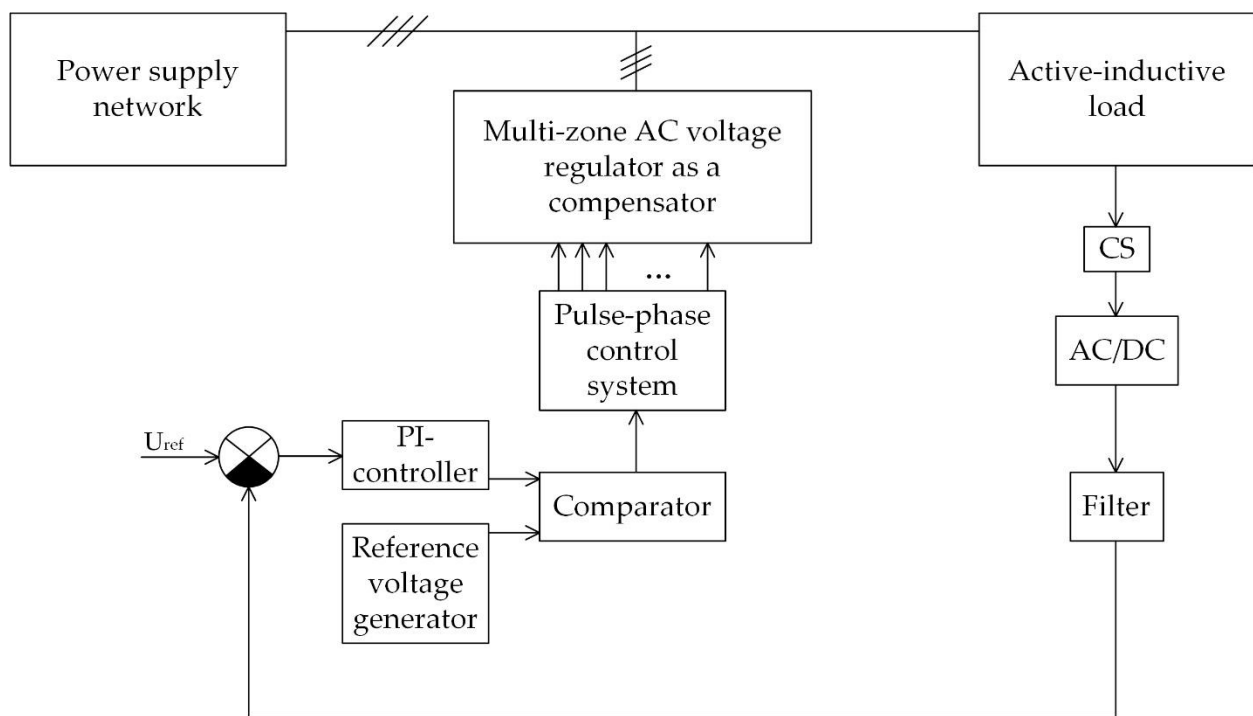 Power supply
network
Active-inductive
load
Multi-zone AC voltage
regulator as a
compensator
CS
...
Pulse-phase
control
system
AC/DC
Uref
PI-
controller
Comparator
Filter
Reference
voltage
generator